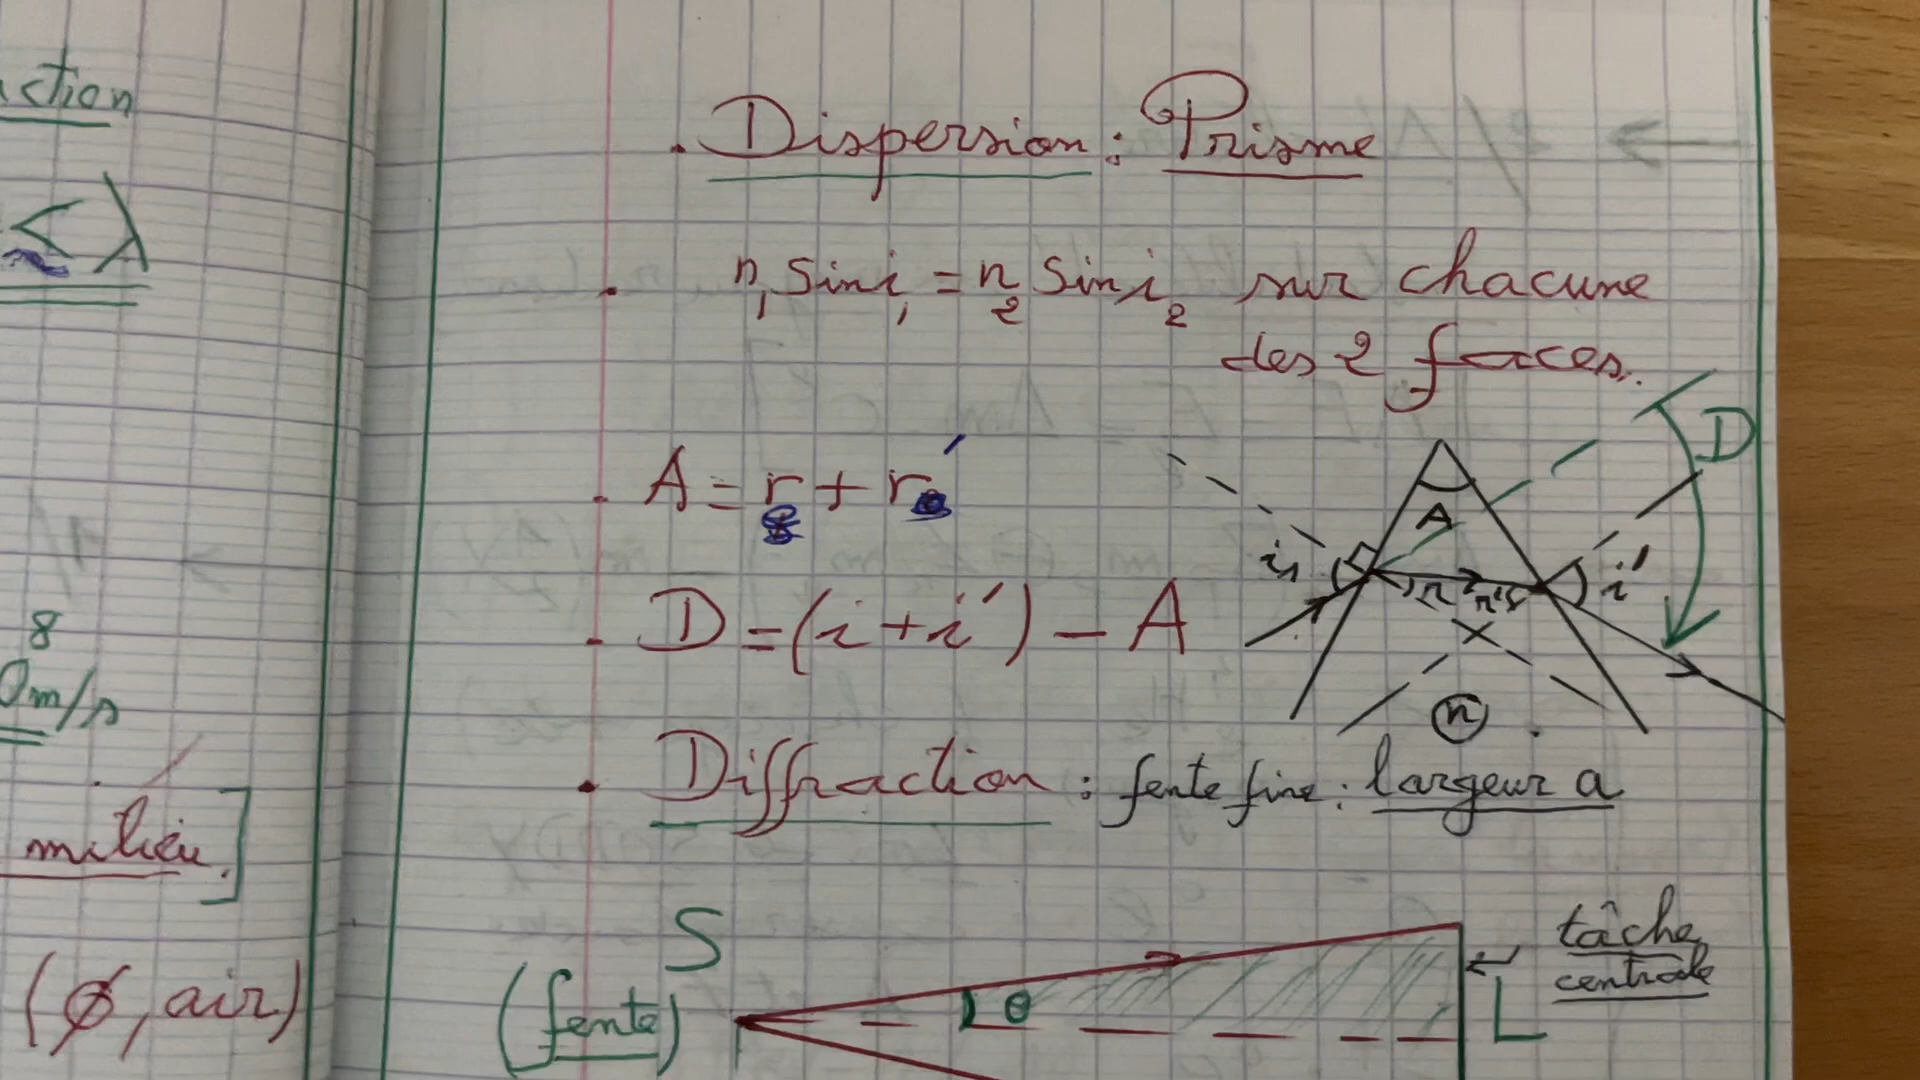 ction
< λ
8
0m/s
milieu.]
(∅, air)
. Dispersion : Prisme
. n₁ sin i₁ = n₂ sin i₂ sur chacune
des 2 faces.
. A = r + r'
. D = (i + i') - A
D
A
i
r
r'
i'
n
. Diffraction : fente fine : largeur a
S
(fente)
θ
tâche
centrale
L